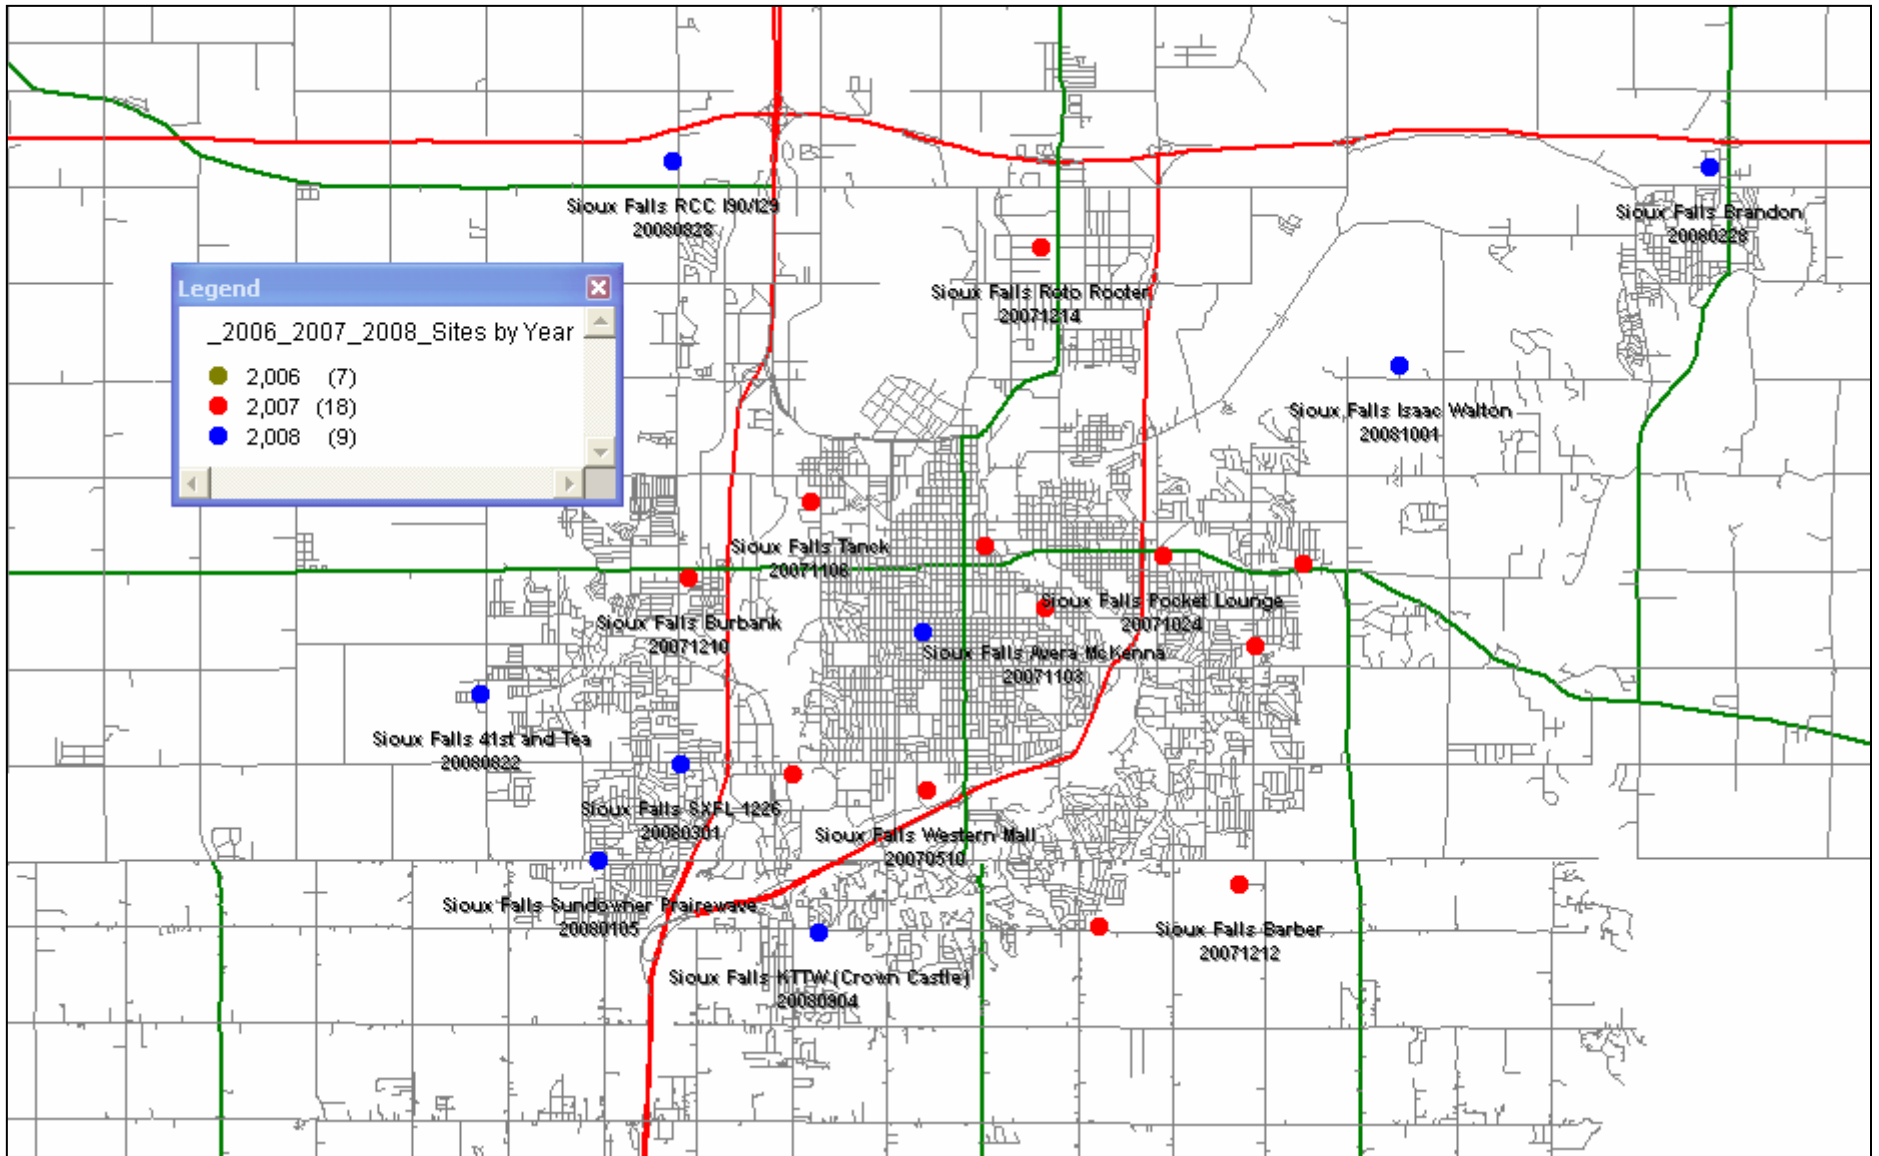 Sioux Falls RCC I90/I29
20080828
Sioux Falls Brandon
20080228
Legend
_2006_2007_2008_Sites by Year
2,006 (7)
2,007 (18)
2,008 (9)
Sioux Falls Roto Rooter
20071214
Sioux Falls Isaac Walton
20081001
Sioux Falls Tanek
20071106
Sioux Falls Burbank
20071210
Sioux Falls Pocket Lounge
20071024
Sioux Falls Avera McKenna
20071103
Sioux Falls 41st and Tea
20080822
Sioux Falls SXFL 1226
20080301
Sioux Falls Western Mall
20070510
Sioux Falls Sundowner Prairewave
20080105
Sioux Falls Barber
20071212
Sioux Falls KTTW (Crown Castle)
20080904